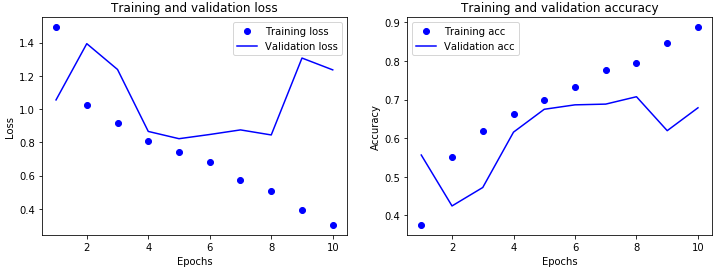 Training and validation loss
Training loss
Validation loss
Loss
1.4
1.2
1.0
0.8
0.6
0.4
2 4 6 8 10
Epochs
Training and validation accuracy
Training acc
Validation acc
Accuracy
0.9
0.8
0.7
0.6
0.5
0.4
2 4 6 8 10
Epochs